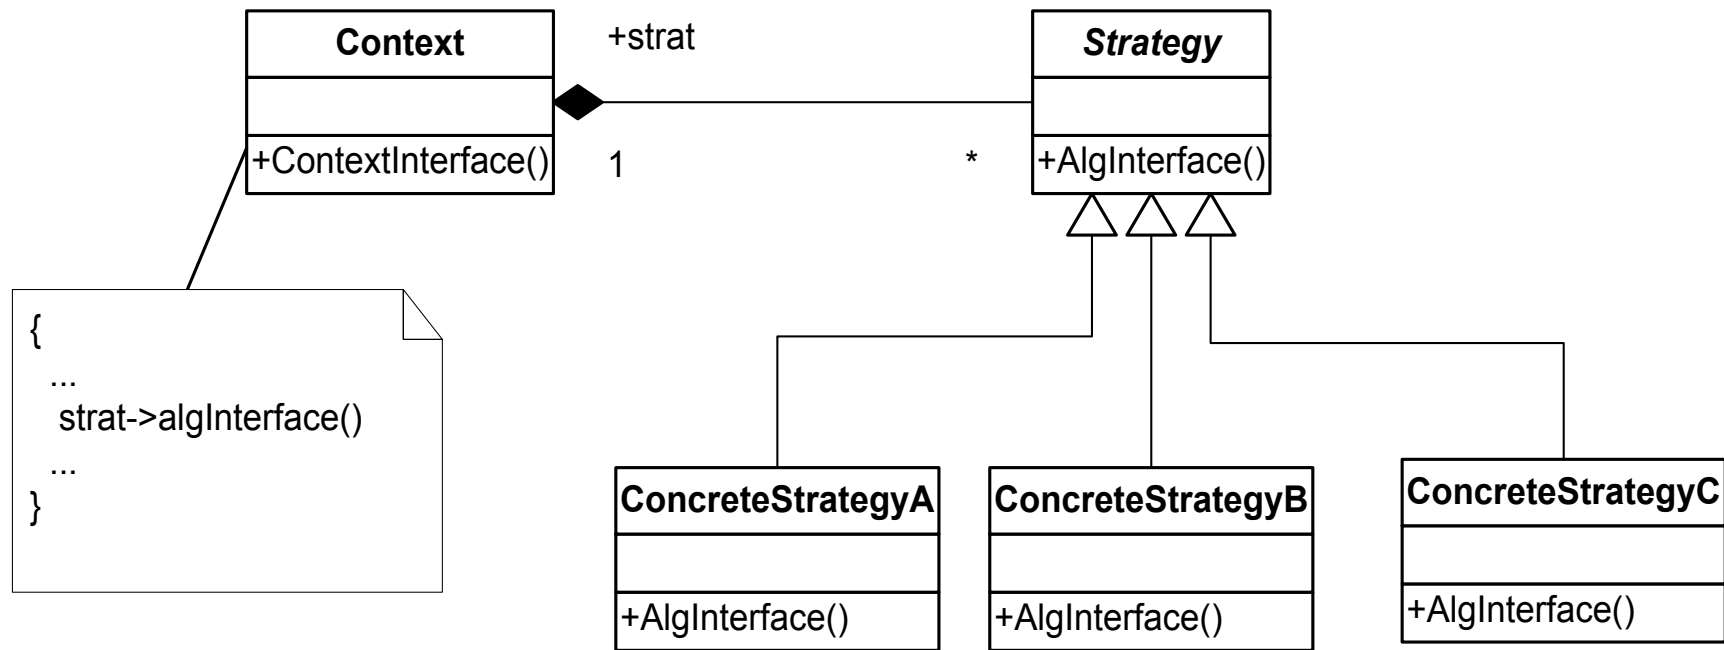 Context
+ContextInterface()
+strat
1
*
Strategy
+AlgInterface()
{
...
strat->algInterface()
...
}
ConcreteStrategyA
+AlgInterface()
ConcreteStrategyB
+AlgInterface()
ConcreteStrategyC
+AlgInterface()